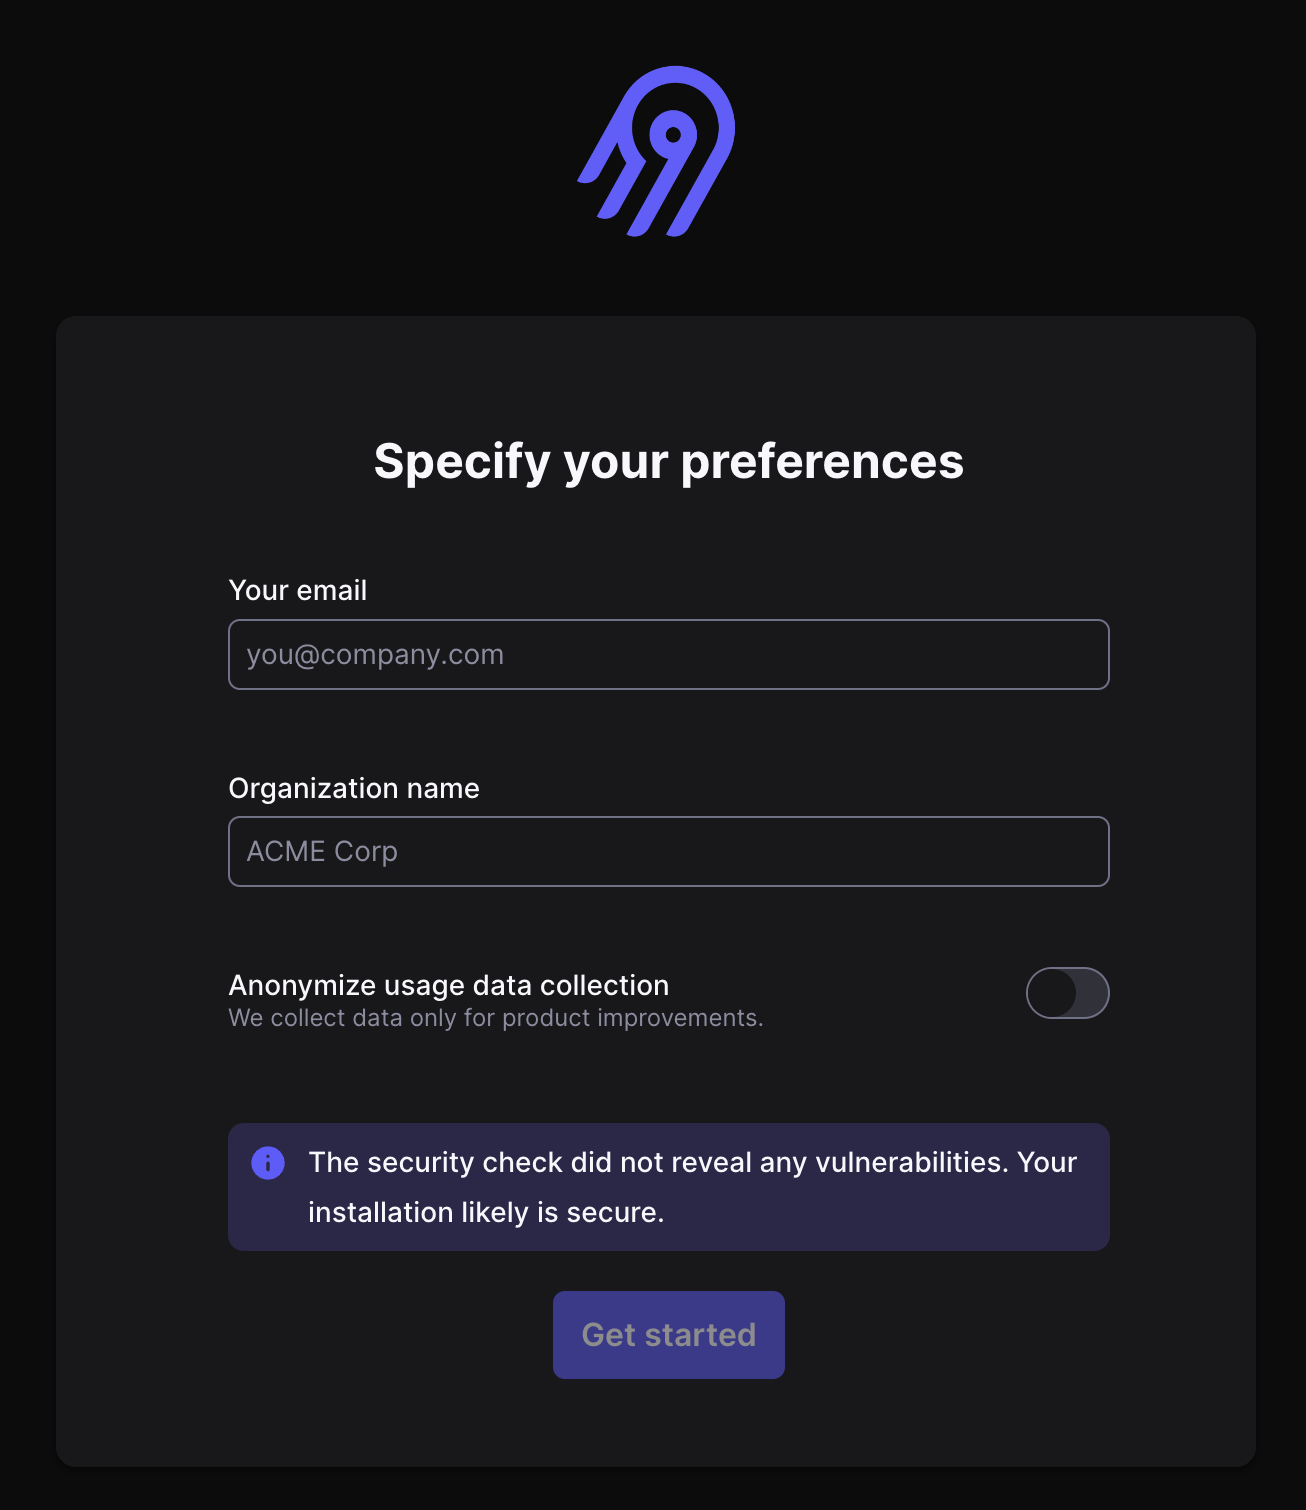 Specify your preferences
Your email
you@company.com
Organization name
ACME Corp
Anonymize usage data collection
We collect data only for product improvements.
The security check did not reveal any vulnerabilities. Your
installation likely is secure.
Get started